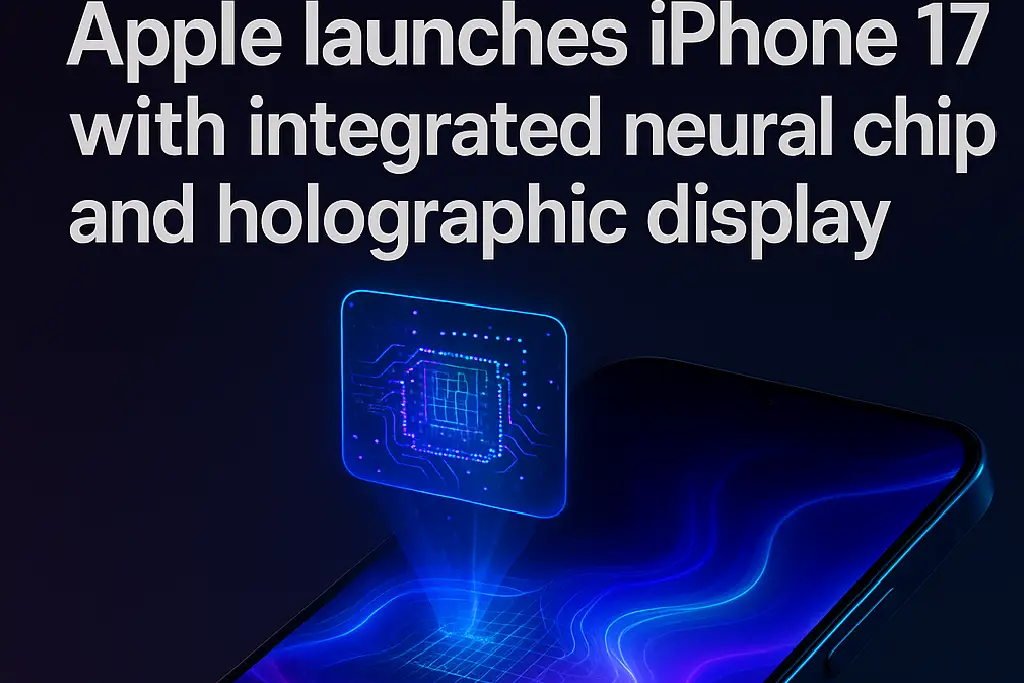 Apple launches iPhone 17
with integrated neural chip
and holographic display